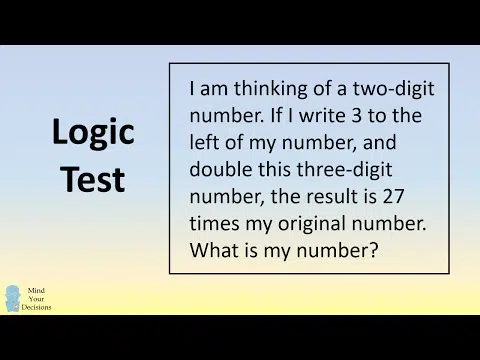 Logic
Test
I am thinking of a two-digit
number. If I write 3 to the
left of my number, and
double this three-digit
number, the result is 27
times my original number.
What is my number?
Mind
Your
Decisions